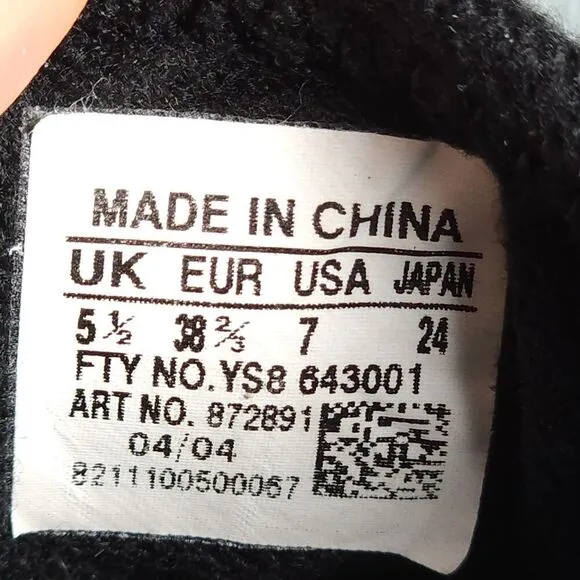 MADE IN CHINA
UK EUR USA JAPAN
5 ½ 38 ⅔ 7 24
FTY NO.YS8 643001
ART NO. 872891
04/04
8211100500067